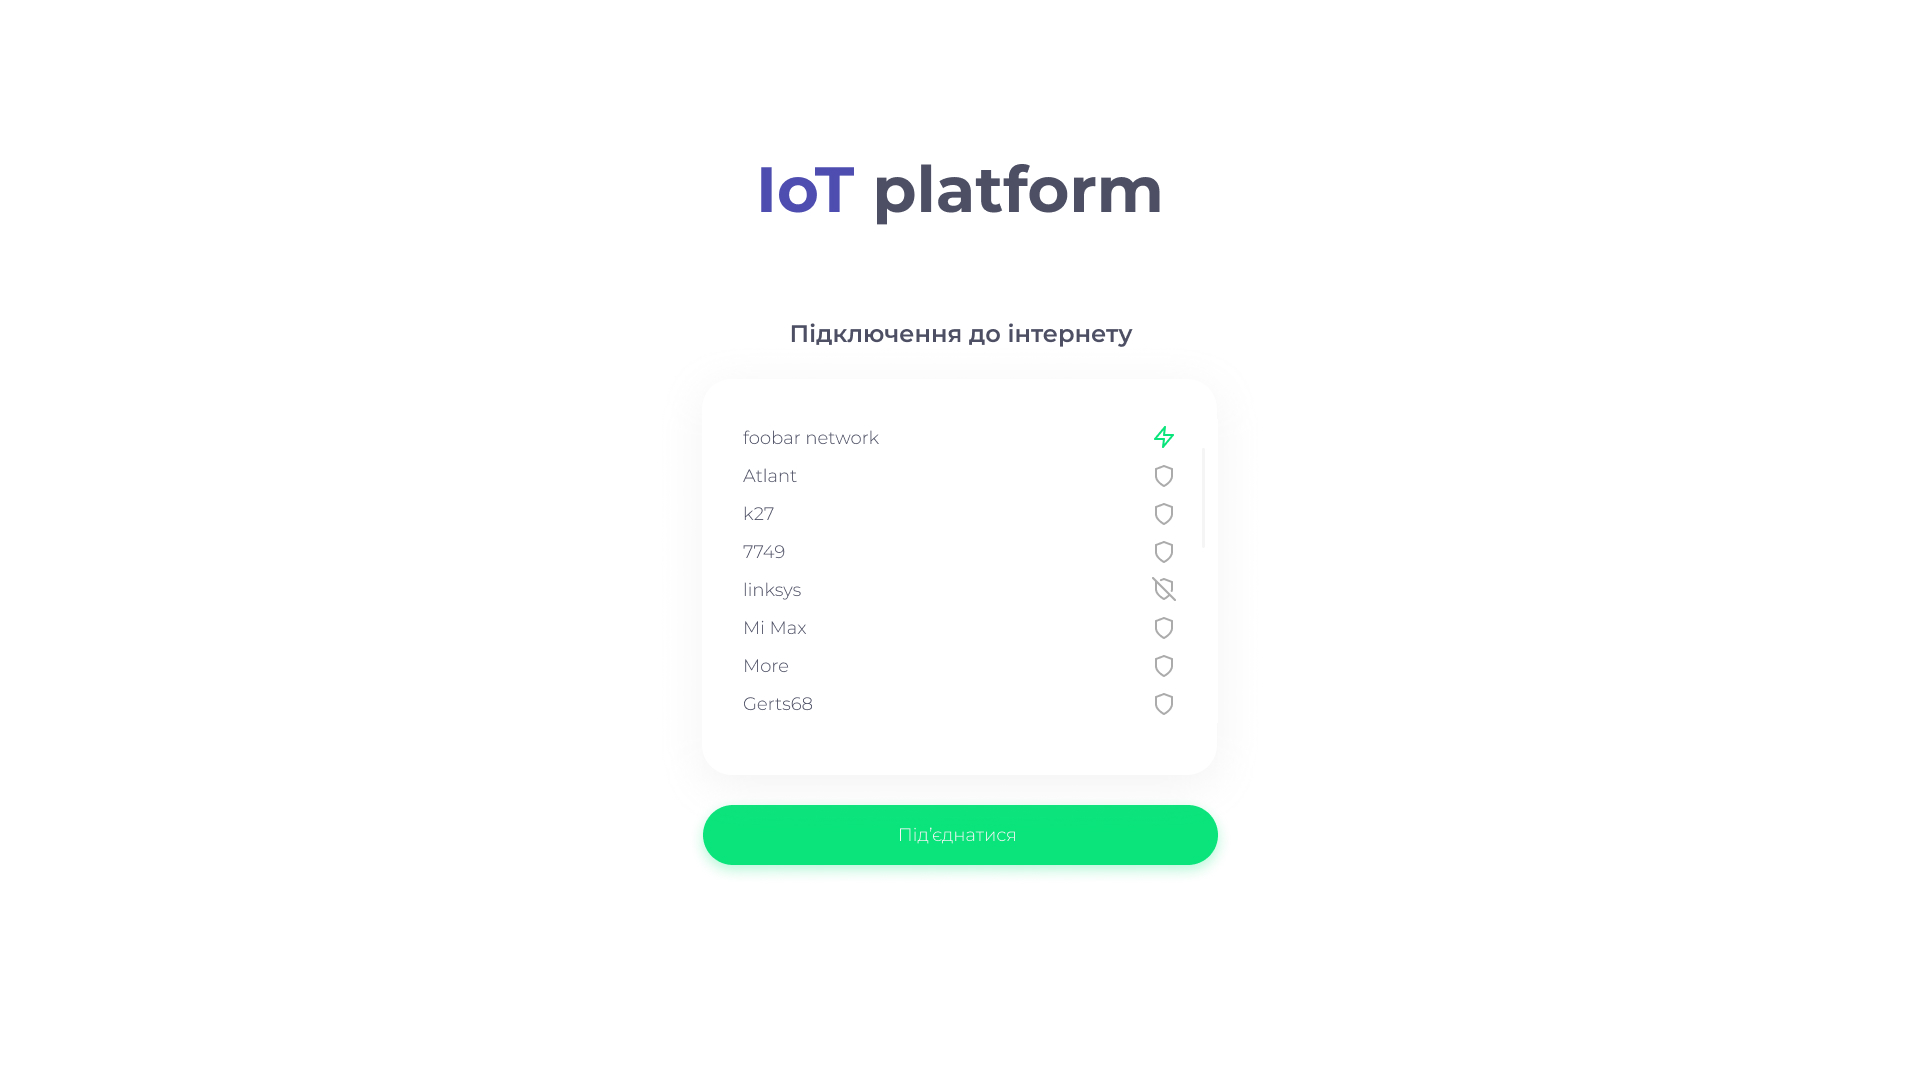 IoT platform
Підключення до інтернету
foobar network
Atlant
k27
7749
linksys
Mi Max
More
Gerts68
Під’єднатися